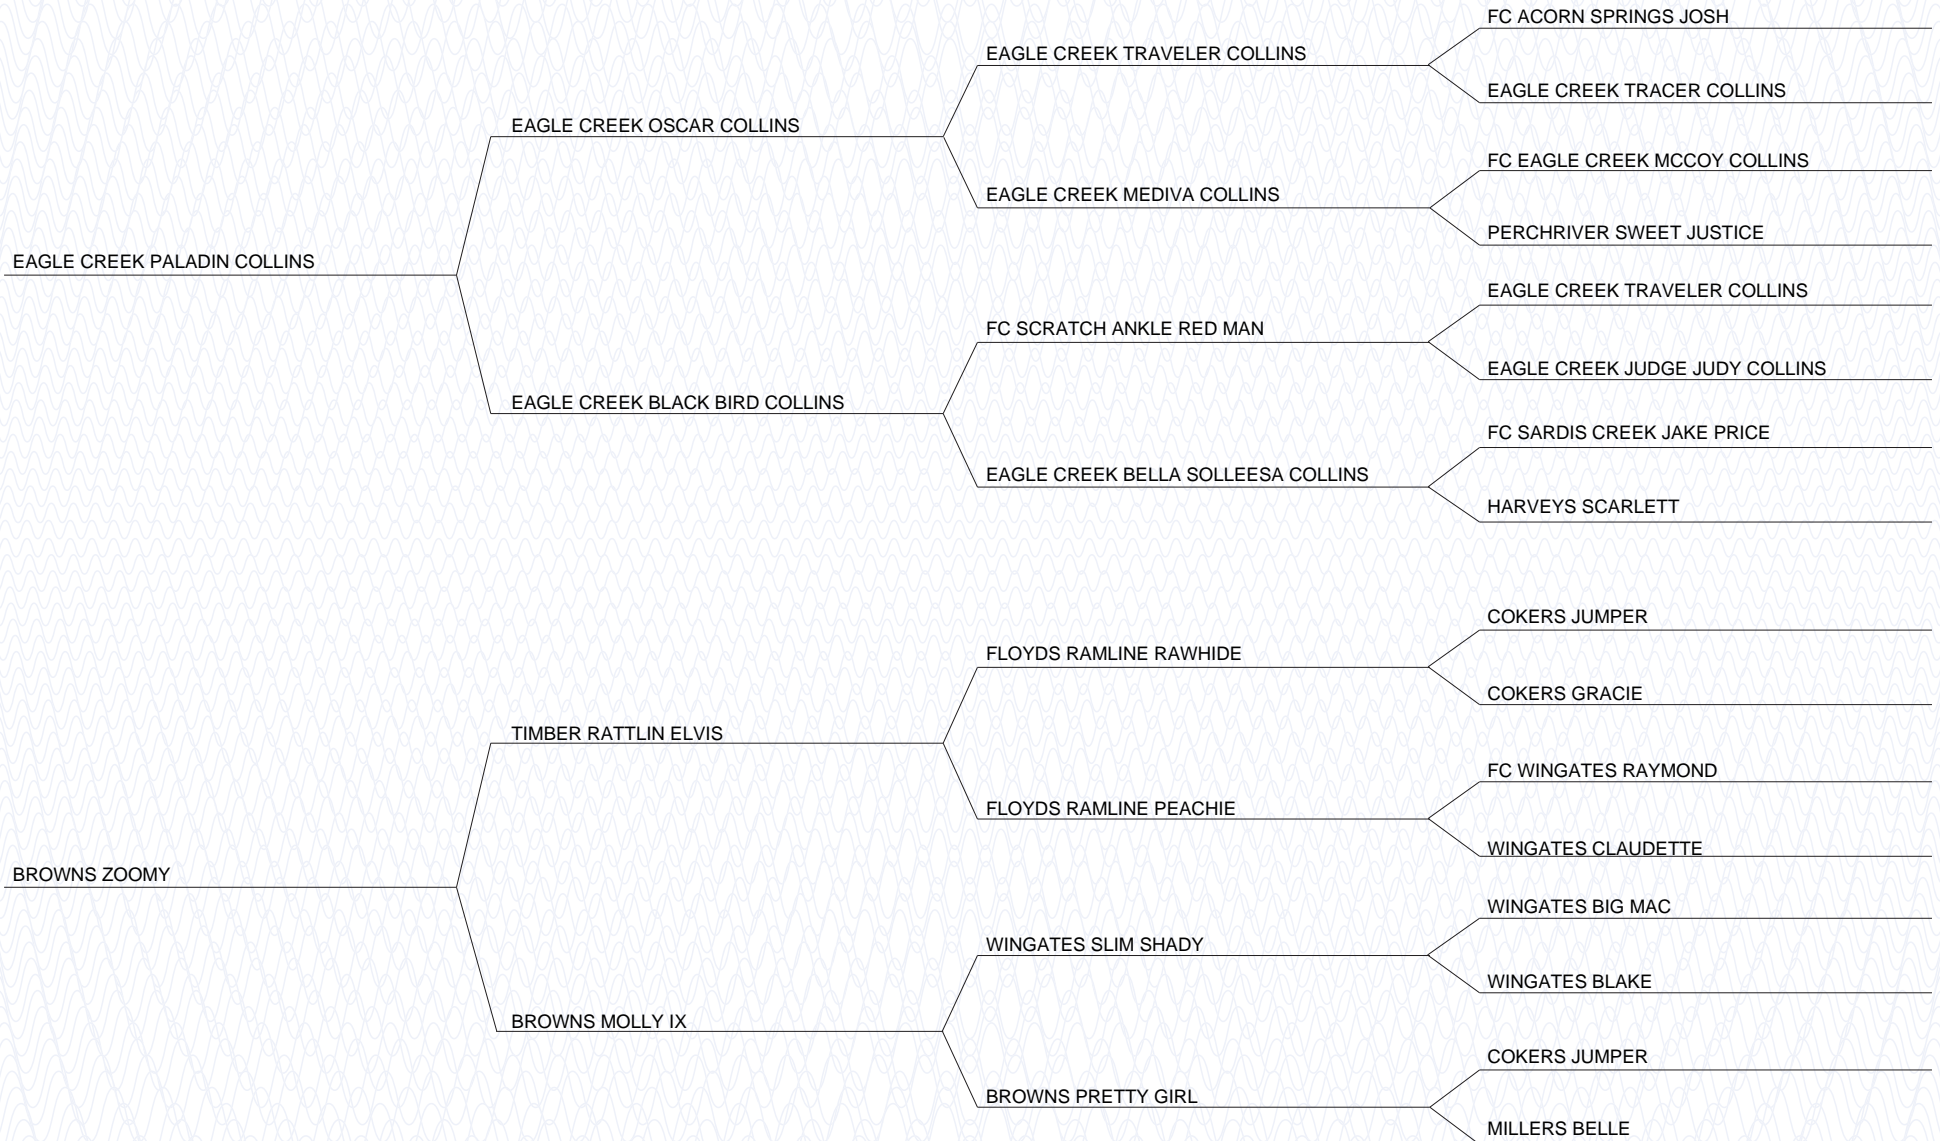 FC ACORN SPRINGS JOSH
EAGLE CREEK TRAVELER COLLINS
EAGLE CREEK TRACER COLLINS
EAGLE CREEK OSCAR COLLINS
FC EAGLE CREEK MCCOY COLLINS
EAGLE CREEK MEDIVA COLLINS
PERCHRIVER SWEET JUSTICE
EAGLE CREEK PALADIN COLLINS
EAGLE CREEK TRAVELER COLLINS
FC SCRATCH ANKLE RED MAN
EAGLE CREEK JUDGE JUDY COLLINS
EAGLE CREEK BLACK BIRD COLLINS
FC SARDIS CREEK JAKE PRICE
EAGLE CREEK BELLA SOLLEESA COLLINS
HARVEYS SCARLETT
COKERS JUMPER
FLOYDS RAMLINE RAWHIDE
COKERS GRACIE
TIMBER RATTLIN ELVIS
FC WINGATES RAYMOND
FLOYDS RAMLINE PEACHIE
WINGATES CLAUDETTE
BROWNS ZOOMY
WINGATES BIG MAC
WINGATES SLIM SHADY
WINGATES BLAKE
BROWNS MOLLY IX
COKERS JUMPER
BROWNS PRETTY GIRL
MILLERS BELLE